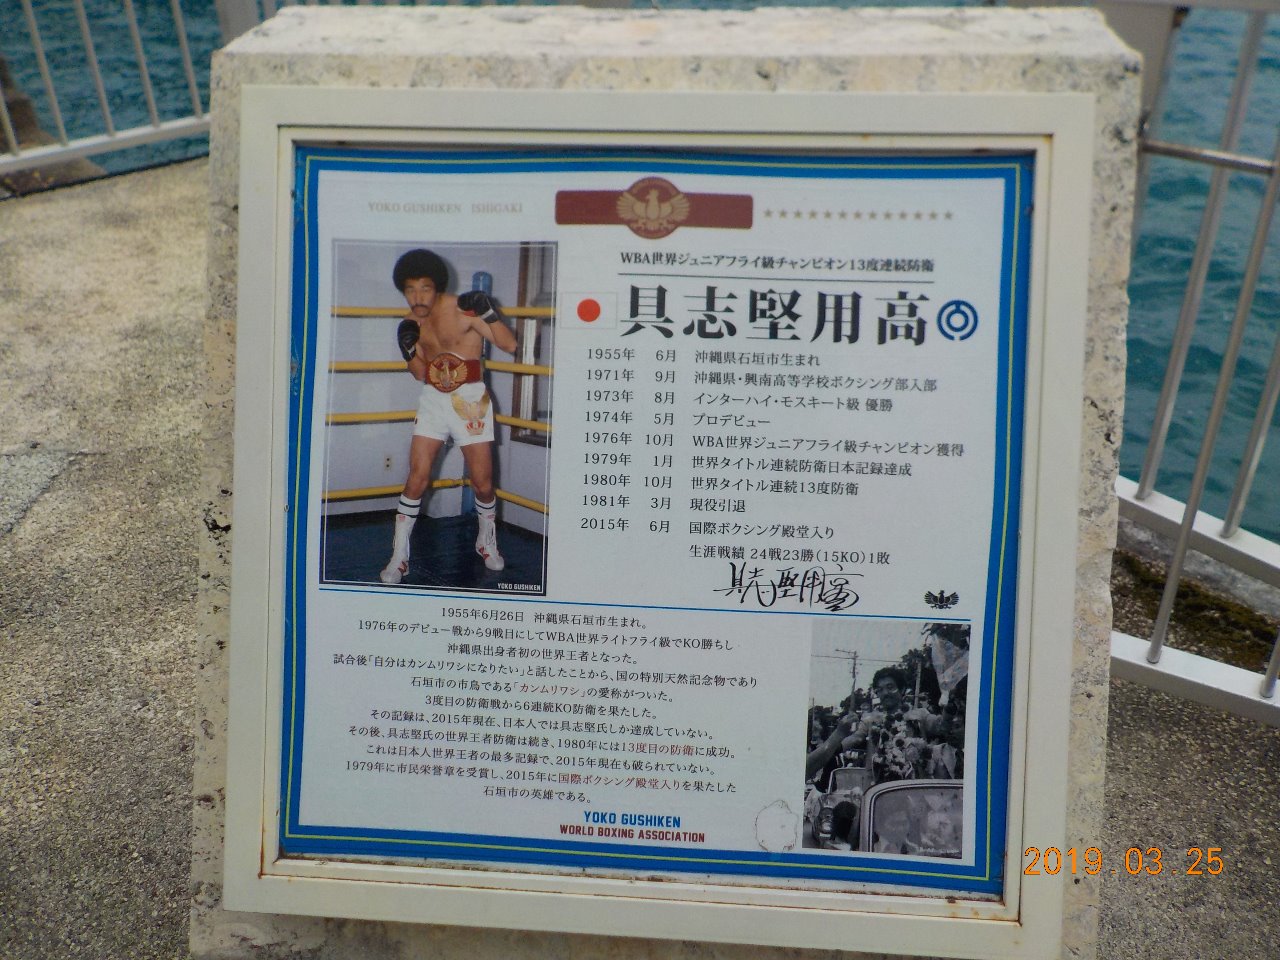 YOKO GUSHIKEN ISHIGAKI
WBA世界ジュニアフライ級チャンピオン13度連続防衛
具志堅用高
1955年 6月 沖縄県石垣市生まれ
1971年 9月 沖縄県・興南高等学校ボクシング部入部
1973年 8月 インターハイ・モスキート級 優勝
1974年 5月 プロデビュー
1976年 10月 WBA世界ジュニアフライ級チャンピオン獲得
1979年 1月 世界タイトル連続防衛日本記録達成
1980年 10月 世界タイトル連続13度防衛
1981年 3月 現役引退
2015年 6月 国際ボクシング殿堂入り
生涯戦績 24戦23勝(15KO)1敗
具志堅用高
YOKO GUSHIKEN
1955年6月26日 沖縄県石垣市生まれ。
1976年のデビュー戦から9戦目にしてWBA世界ライトフライ級でKO勝ちし
沖縄県出身者初の世界王者となった。
試合後「自分はカンムリワシになりたい」と話したことから、国の特別天然記念物であり
石垣市の市鳥である「カンムリワシ」の愛称がついた。
3度目の防衛戦から6連続KO防衛を果たした。
その記録は、2015年現在、日本人では具志堅氏しか達成していない。
その後、具志堅氏の世界王者防衛は続き、1980年には13度目の防衛に成功。
これは日本人世界王者の最多記録で、2015年現在も破られていない。
1979年に市民栄誉章を受賞し、2015年に国際ボクシング殿堂入りを果たした
石垣市の英雄である。
YOKO GUSHIKEN
WORLD BOXING ASSOCIATION
2019.03.25